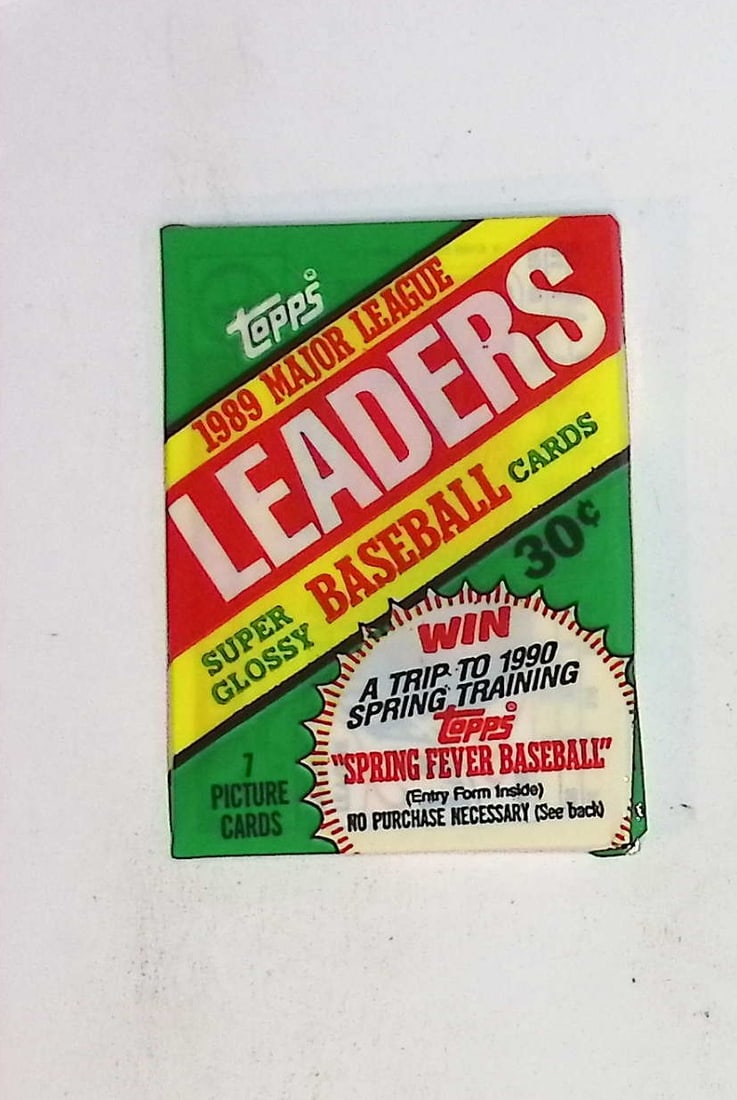 Topps®
1989 MAJOR LEAGUE
LEADERS
SUPER GLOSSY BASEBALL CARDS
30¢
7
PICTURE
CARDS
WIN
A TRIP TO 1990
SPRING TRAINING
Topps®
"SPRING FEVER BASEBALL"
(Entry Form Inside)
NO PURCHASE NECESSARY (See back)